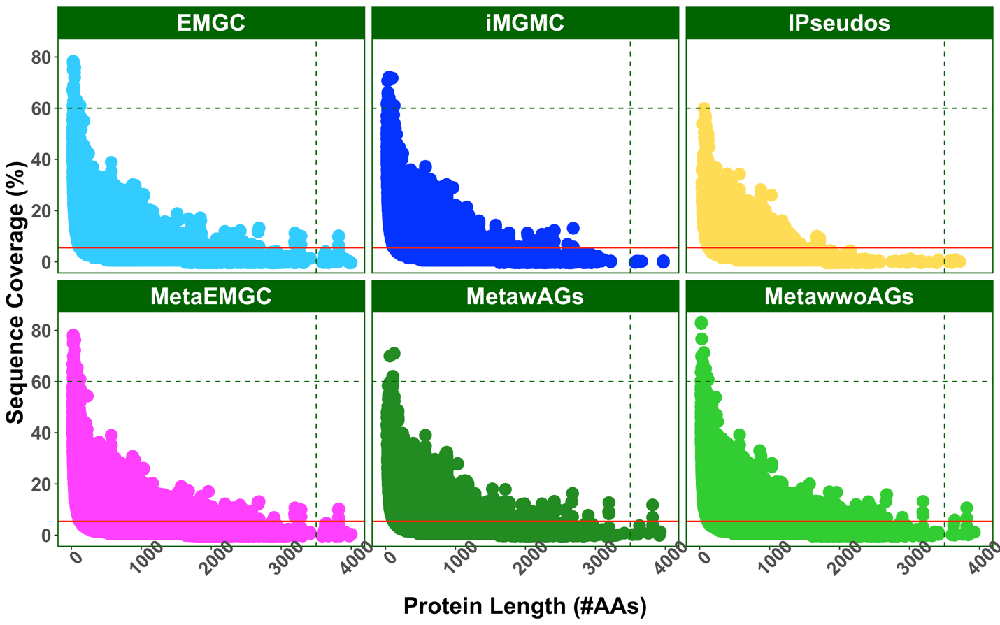 EMGC iMGMC IPseudos
80
60
40
20
0
MetaEMGC MetawAGs MetawwoAGs
80
60
40
20
0
Sequence Coverage (%)
0 1000 2000 3000 4000 0 1000 2000 3000 4000 0 1000 2000 3000 4000
Protein Length (#AAs)